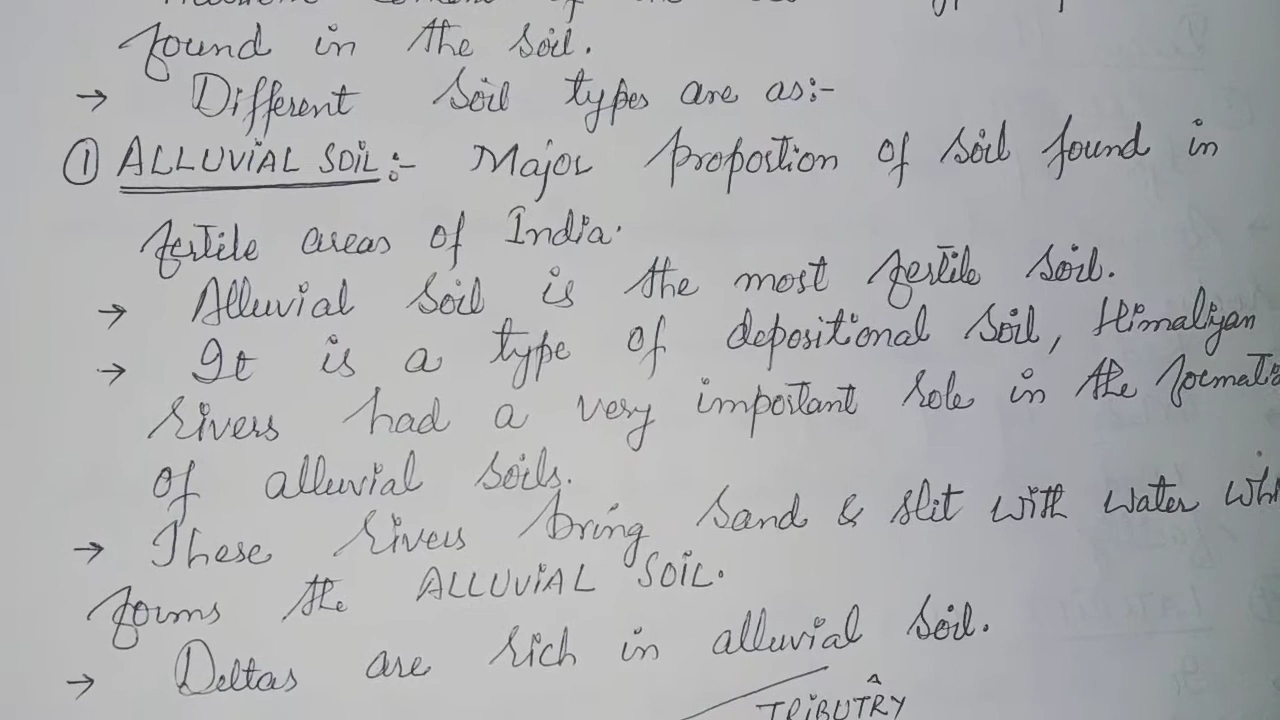 found in the soil.
→ Different soil types are as:-
① ALLUVIAL SOIL:- Major proportion of soil found in
fertile areas of India.
→ Alluvial soil is the most fertile soil.
→ It is a type of depositional soil, Himaliyan
rivers had a very important role in the formati
of alluvial soils.
→ These rivers bring sand & slit with water whi
forms the ALLUVIAL SOIL.
→ Deltas are rich in alluvial soil.
TRIBUTRY